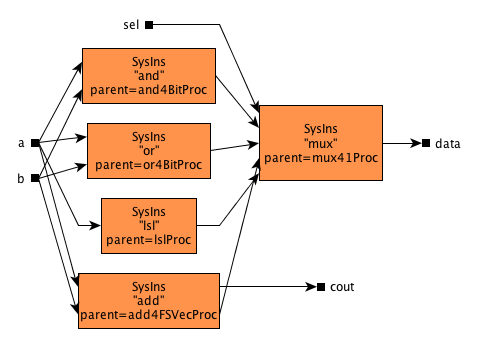 sel
SysIns
"and"
parent=and4BitProc
SysIns
"mux"
parent=mux41Proc
a
SysIns
"or"
parent=or4BitProc
data
b
SysIns
"lsl"
parent=lslProc
SysIns
"add"
parent=add4FSVecProc
cout